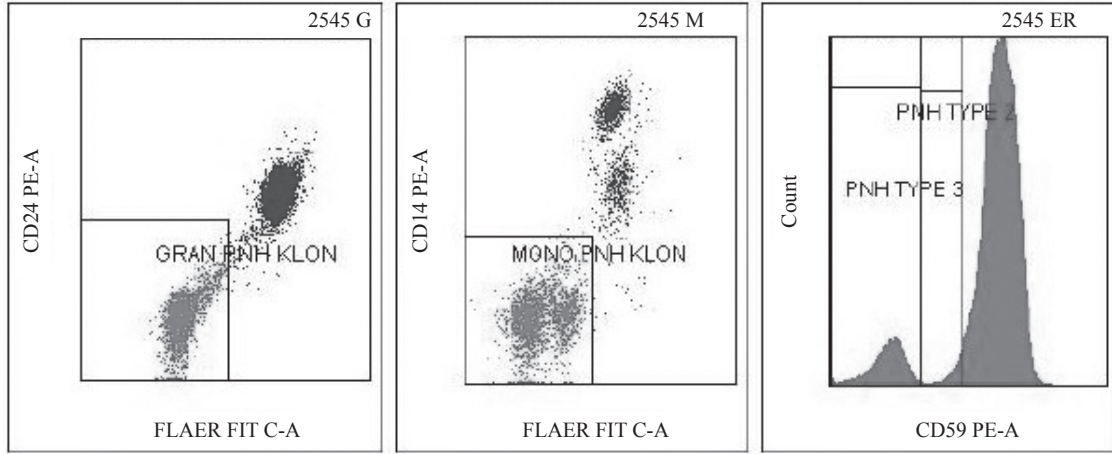 2545 G
CD24 PE-A
GRAN PNH KLON
FLAER FIT C-A
2545 M
CD14 PE-A
MONO PNH KLON
FLAER FIT C-A
2545 ER
Count
PNH TYPE 2
PNH TYPE 3
CD59 PE-A